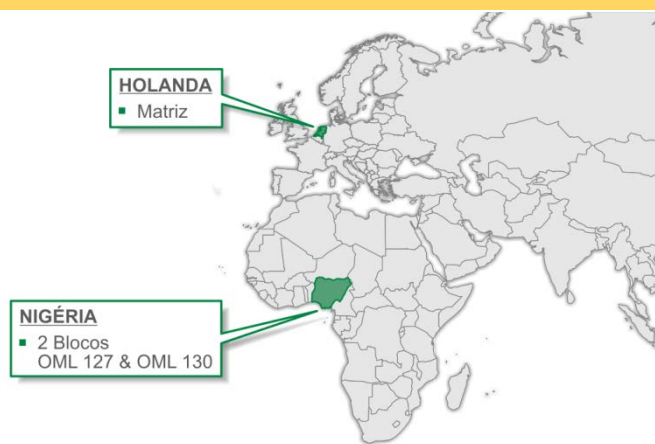 HOLANDA
▪ Matriz
NIGÉRIA
▪ 2 Blocos
OML 127 & OML 130